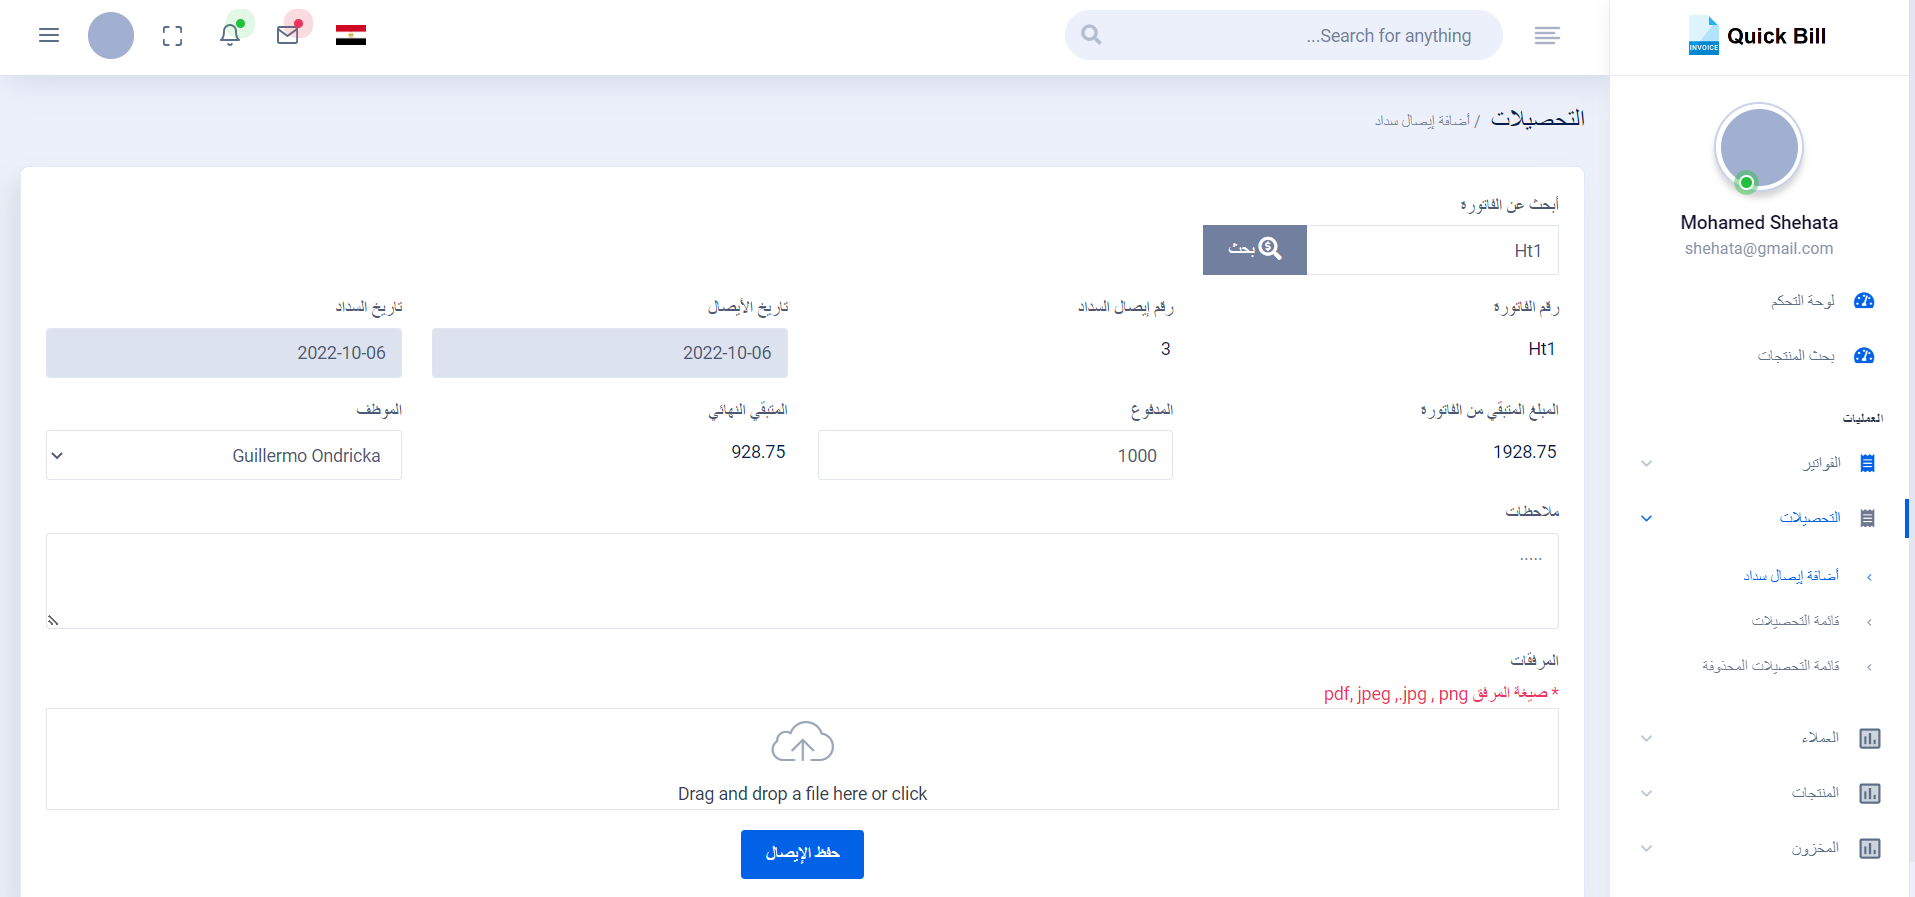 Quick Bill
INVOICE
Search for anything...
Mohamed Shehata
shehata@gmail.com
لوحة التحكم
بحث المنتجات
العمليات
الفواتير
التحصيلات
أضافة إيصال سداد
قائمة التحصيلات
قائمة التحصيلات المحذوفة
العملاء
المنتجات
المخزون
التحصيلات / أضافة إيصال سداد
أبحث عن الفاتورة
Ht1
بحث
رقم الفاتورة
رقم إيصال السداد
تاريخ الأيصال
تاريخ السداد
Ht1
3
2022-10-06
2022-10-06
المبلغ المتبقي من الفاتورة
المدفوع
المتبقي النهائي
الموظف
1928.75
1000
928.75
Guillermo Ondricka
ملاحظات
.....
المرفقات
* صيغة المرفق pdf, jpeg ,.jpg , png
Drag and drop a file here or click
حفظ الإيصال